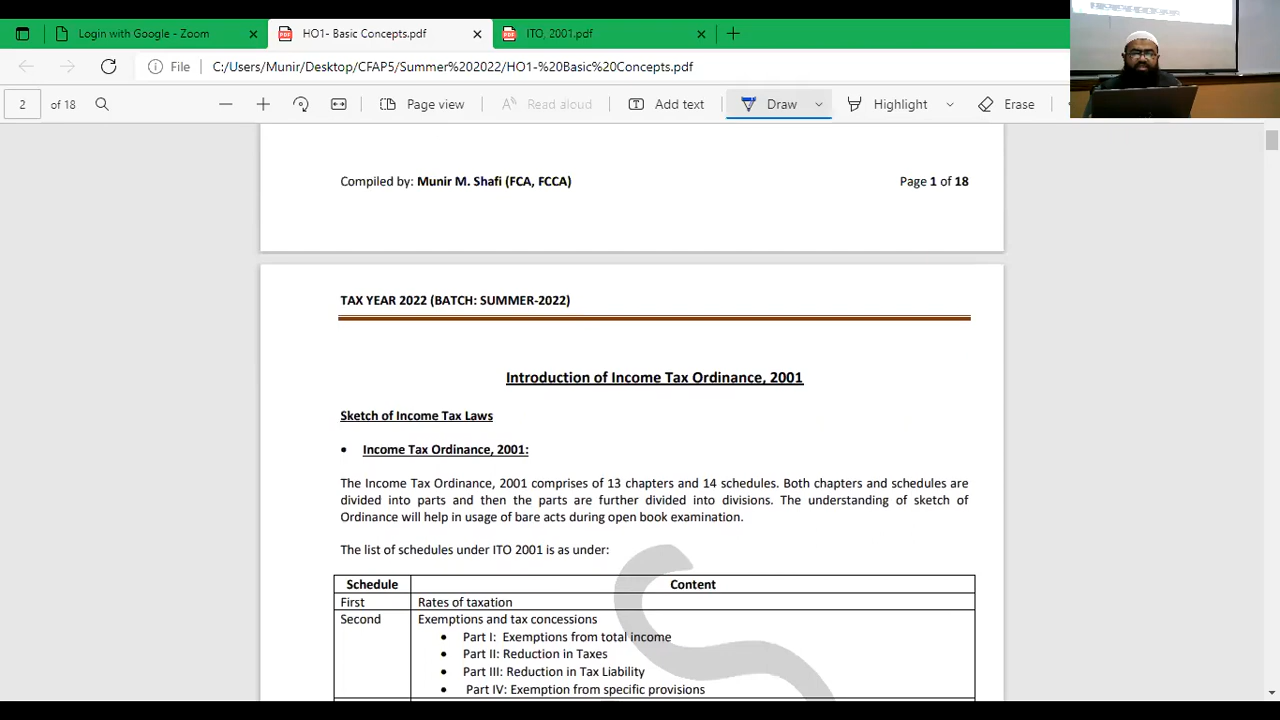 Login with Google - Zoom
HO1- Basic Concepts.pdf
ITO, 2001.pdf
File
C:/Users/Munir/Desktop/CFAP5/Summer%202022/HO1-%20Basic%20Concepts.pdf
2 of 18
Page view
Read aloud
Add text
Draw
Highlight
Erase
Compiled by: Munir M. Shafi (FCA, FCCA)
Page 1 of 18
TAX YEAR 2022 (BATCH: SUMMER-2022)
Introduction of Income Tax Ordinance, 2001
Sketch of Income Tax Laws
• Income Tax Ordinance, 2001:
The Income Tax Ordinance, 2001 comprises of 13 chapters and 14 schedules. Both chapters and schedules are
divided into parts and then the parts are further divided into divisions. The understanding of sketch of
Ordinance will help in usage of bare acts during open book examination.
The list of schedules under ITO 2001 is as under:
Schedule Content
First Rates of taxation
Second Exemptions and tax concessions
• Part I: Exemptions from total income
• Part II: Reduction in Taxes
• Part III: Reduction in Tax Liability
• Part IV: Exemption from specific provisions